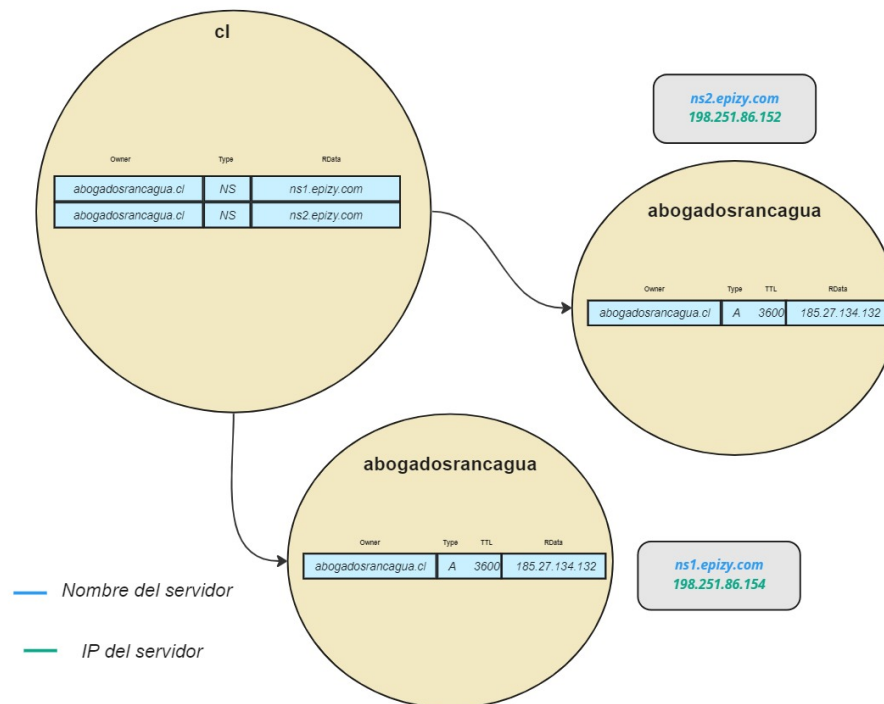 cl
Owner Type RData
abogadosrancagua.cl NS ns1.epizy.com
abogadosrancagua.cl NS ns2.epizy.com
ns2.epizy.com
198.251.86.152
abogadosrancagua
Owner Type TTL RData
abogadosrancagua.cl A 3600 185.27.134.132
abogadosrancagua
Owner Type TTL RData
abogadosrancagua.cl A 3600 185.27.134.132
ns1.epizy.com
198.251.86.154
Nombre del servidor
IP del servidor